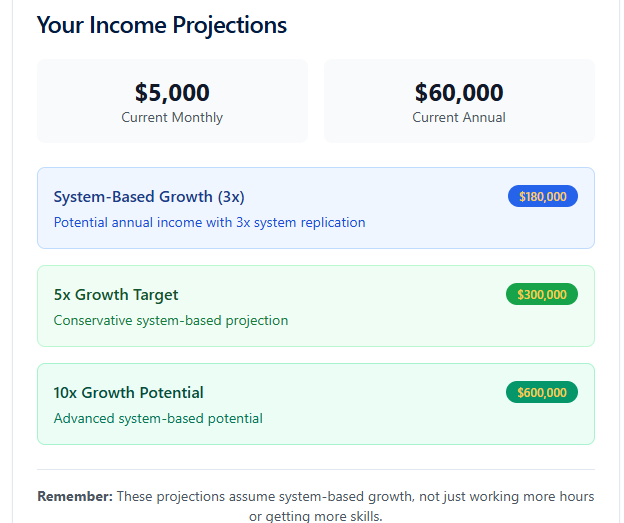 Your Income Projections
$5,000
Current Monthly
$60,000
Current Annual
System-Based Growth (3x)
$180,000
Potential annual income with 3x system replication
5x Growth Target
$300,000
Conservative system-based projection
10x Growth Potential
$600,000
Advanced system-based potential
Remember: These projections assume system-based growth, not just working more hours
or getting more skills.